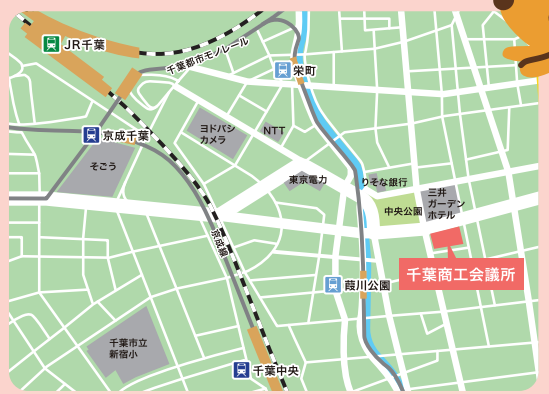 JR千葉
千葉都市モノレール
栄町
京成千葉
ヨドバシ
カメラ
NTT
そごう
東京電力
りそな銀行
三井
ガーデン
ホテル
中央公園
京成線
千葉商工会議所
葭川公園
千葉市立
新宿小
千葉中央